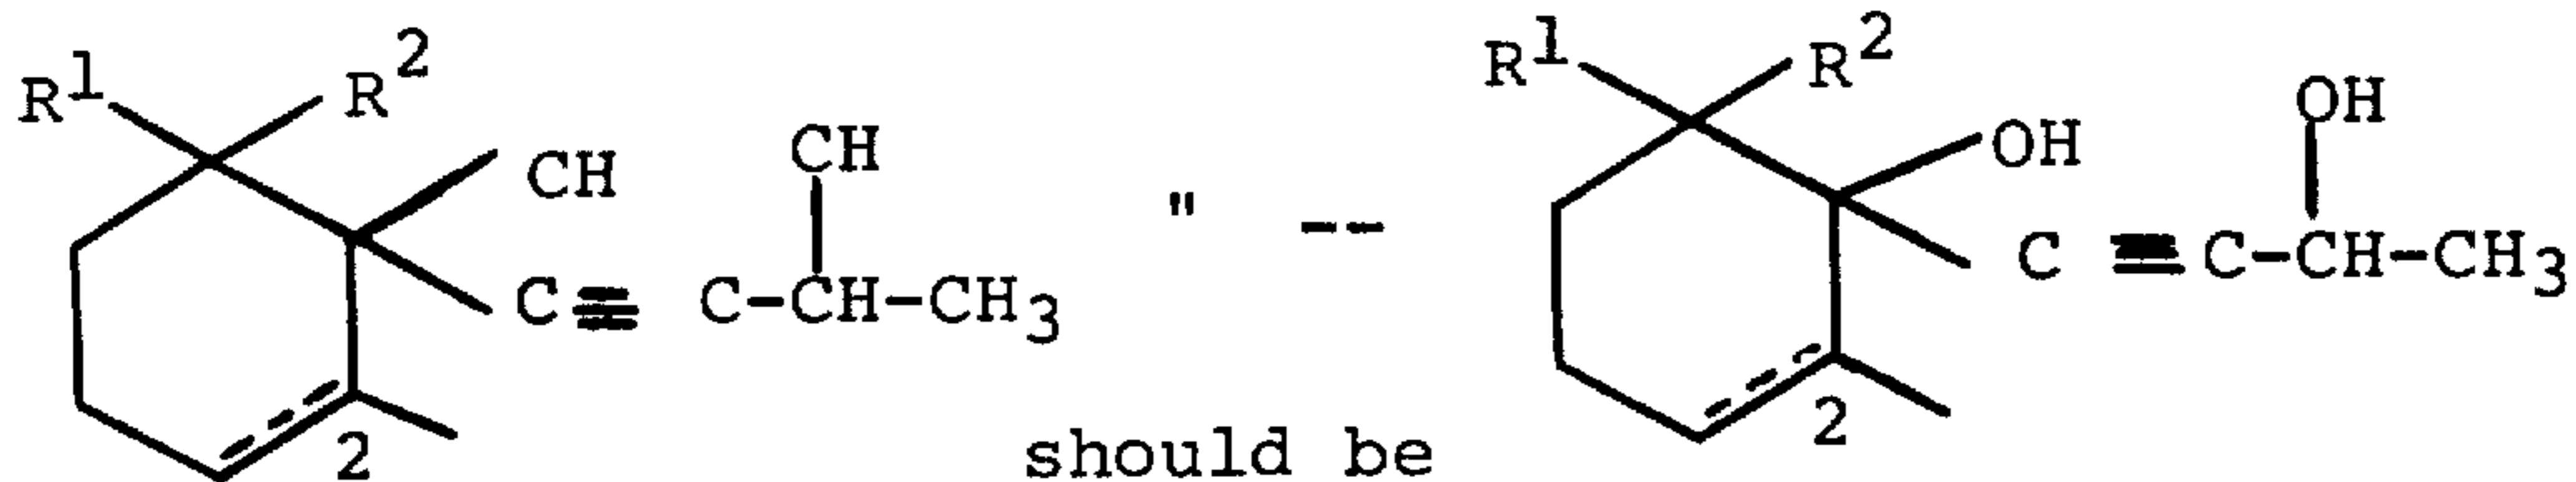 R1 R2 R1 R2
CH CH OH OH
" --
C≡ C-CH-CH3 C ≡ C-CH-CH3
2 2
should be